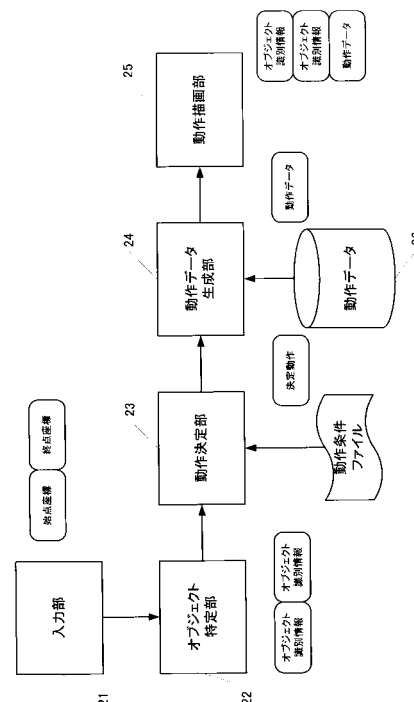 入力部
21
始点座標
終点座標
オブジェクト
特定部
22
オブジェクト
識別情報
オブジェクト
識別情報
動作決定部
23
動作条件
ファイル
決定動作
動作データ
生成部
24
動作データ
動作データ
動作描画部
25
オブジェクト
識別情報
オブジェクト
識別情報
動作データ